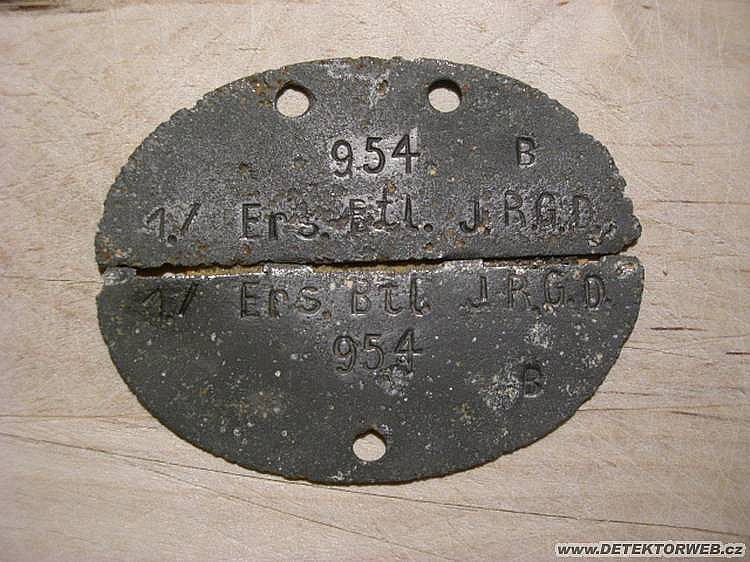 954 B
1./ Ers. Btl. J.R.G.D.
1./ Ers. Btl. J.R.G.D.
954
B
www.DETEKTORWEB.cz